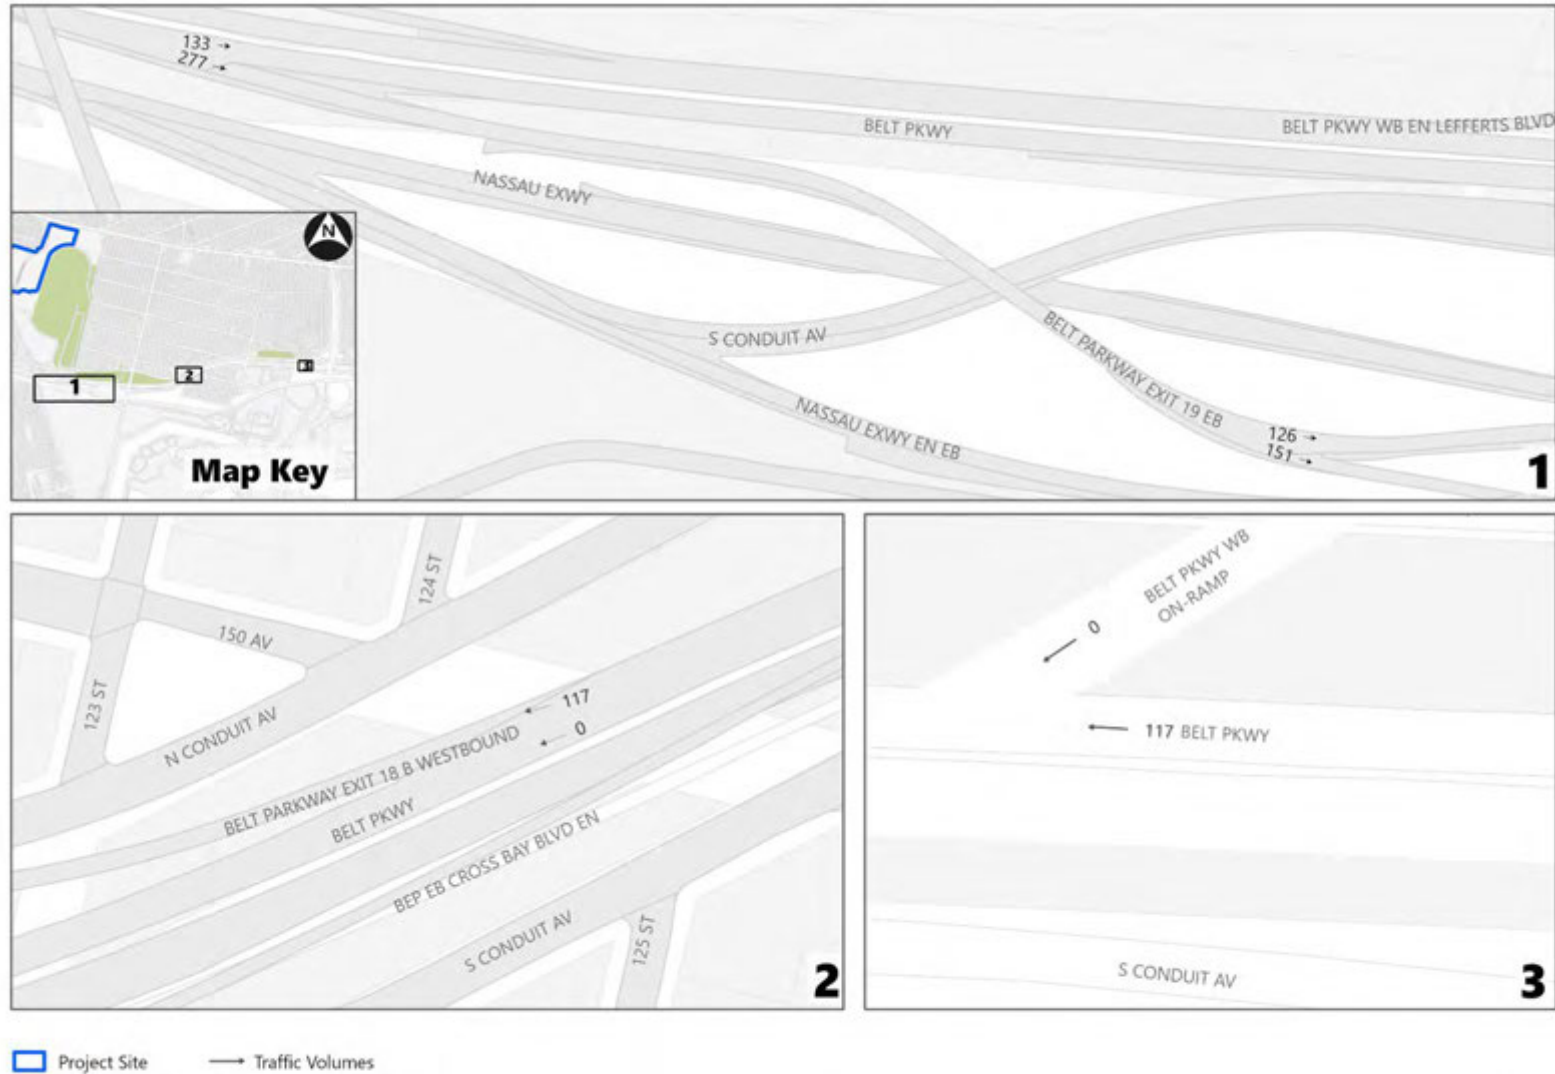 133
277
BELT PKWY
BELT PKWY WB EN LEFFERTS BLVD
NASSAU EXWY
S CONDUIT AV
BELT PARKWAY EXIT 19 EB
NASSAU EXWY EN EB
126
151
1
N
1
2
3
Map Key
124 ST
150 AV
123 ST
N CONDUIT AV
117
0
BELT PARKWAY EXIT 18 B WESTBOUND
BELT PKWY
BEP EB CROSS BAY BLVD EN
S CONDUIT AV
125 ST
2
BELT PKWY WB
ON-RAMP
0
117 BELT PKWY
S CONDUIT AV
3
Project Site
Traffic Volumes